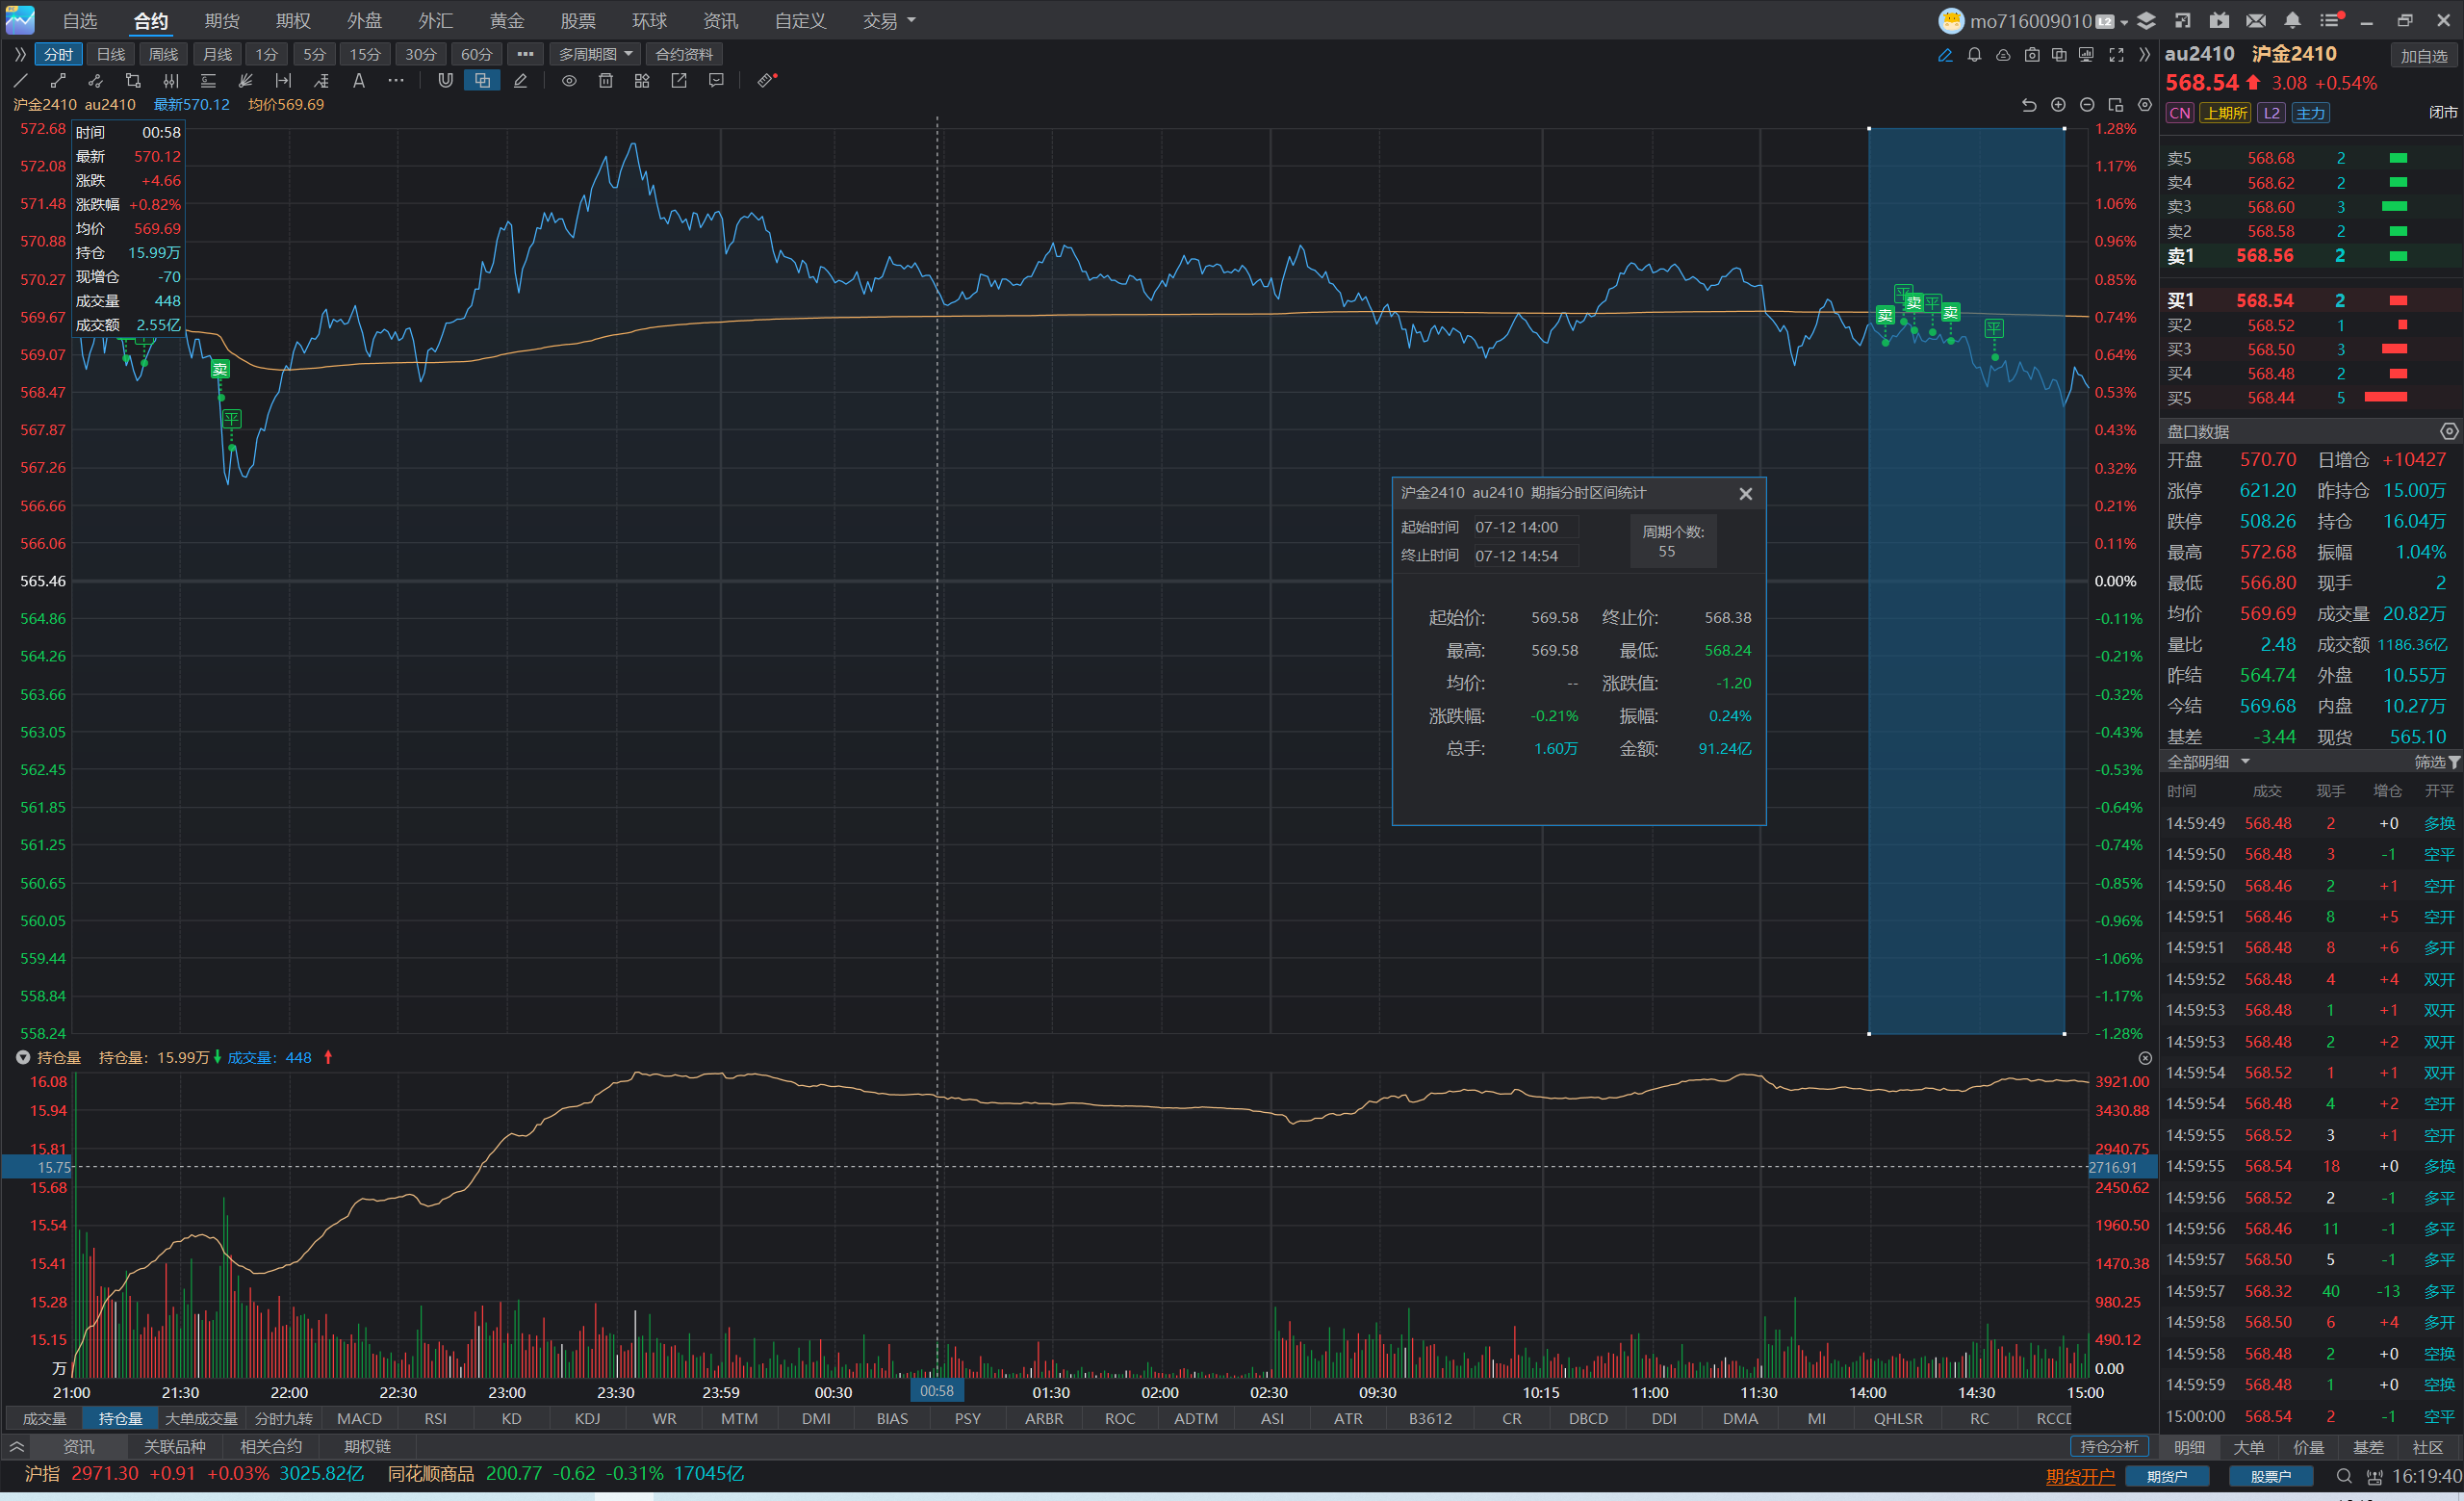 自选 合约 期货 期权 外盘 外汇 黄金 股票 环球 资讯 自定义 交易 mo716009010 L2
分时 日线 周线 月线 1分 5分 15分 30分 60分 ••• 多周期图 合约资料
沪金2410 au2410 最新570.12 均价569.69
时间 00:58
最新 570.12
涨跌 +4.66
涨跌幅 +0.82%
均价 569.69
持仓 15.99万
现增仓 -70
成交量 448
成交额 2.55亿
572.68 1.28%
572.08 1.17%
571.48 1.06%
570.88 0.96%
570.27 0.85%
569.67 0.74%
569.07 0.64%
568.47 0.53%
567.87 0.43%
567.26 0.32%
566.66 0.21%
566.06 0.11%
565.46 0.00%
564.86 -0.11%
564.26 -0.21%
563.66 -0.32%
563.05 -0.43%
562.45 -0.53%
561.85 -0.64%
561.25 -0.74%
560.65 -0.85%
560.05 -0.96%
559.44 -1.06%
558.84 -1.17%
558.24 -1.28%
卖
平
卖 平 卖 平 卖 平
沪金2410 au2410 期指分时区间统计
起始时间 07-12 14:00 周期个数:
终止时间 07-12 14:54 55
起始价: 569.58 终止价: 568.38
最高: 569.58 最低: 568.24
均价: -- 涨跌值: -1.20
涨跌幅: -0.21% 振幅: 0.24%
总手: 1.60万 金额: 91.24亿
持仓量 持仓量: 15.99万 成交量: 448
16.08 3921.00
15.94 3430.88
15.81 2940.75
15.75 2716.91
15.68 2450.62
15.54 1960.50
15.41 1470.38
15.28 980.25
15.15 490.12
万 0.00
21:00 21:30 22:00 22:30 23:00 23:30 23:59 00:30 00:58 01:30 02:00 02:30 09:30 10:15 11:00 11:30 14:00 14:30 15:00
成交量 持仓量 大单成交量 分时九转 MACD RSI KD KDJ WR MTM DMI BIAS PSY ARBR ROC ADTM ASI ATR B3612 CR DBCD DDI DMA MI QHLSR RC RCCD
资讯 关联品种 相关合约 期权链 持仓分析
沪指 2971.30 +0.91 +0.03% 3025.82亿 同花顺商品 200.77 -0.62 -0.31% 17045亿
期货开户 期货户 股票户 16:19:40
au2410 沪金2410 加自选
568.54 3.08 +0.54%
CN 上期所 L2 主力 闭市
卖5 568.68 2
卖4 568.62 2
卖3 568.60 3
卖2 568.58 2
卖1 568.56 2
买1 568.54 2
买2 568.52 1
买3 568.50 3
买4 568.48 2
买5 568.44 5
盘口数据
开盘 570.70 日增仓 +10427
涨停 621.20 昨持仓 15.00万
跌停 508.26 持仓 16.04万
最高 572.68 振幅 1.04%
最低 566.80 现手 2
均价 569.69 成交量 20.82万
量比 2.48 成交额 1186.36亿
昨结 564.74 外盘 10.55万
今结 569.68 内盘 10.27万
基差 -3.44 现货 565.10
全部明细 筛选
时间 成交 现手 增仓 开平
14:59:49 568.48 2 +0 多换
14:59:50 568.48 3 -1 空平
14:59:50 568.46 2 +1 空开
14:59:51 568.46 8 +5 空开
14:59:51 568.48 8 +6 多开
14:59:52 568.48 4 +4 双开
14:59:53 568.48 1 +1 双开
14:59:53 568.48 2 +2 双开
14:59:54 568.52 1 +1 双开
14:59:54 568.48 4 +2 空开
14:59:55 568.52 3 +1 空开
14:59:55 568.54 18 +0 多换
14:59:56 568.52 2 -1 多平
14:59:56 568.46 11 -1 多平
14:59:57 568.50 5 -1 多平
14:59:57 568.32 40 -13 多平
14:59:58 568.50 6 +4 多开
14:59:58 568.48 2 +0 空换
14:59:59 568.48 1 +0 空换
15:00:00 568.54 2 -1 空平
明细 大单 价量 基差 社区